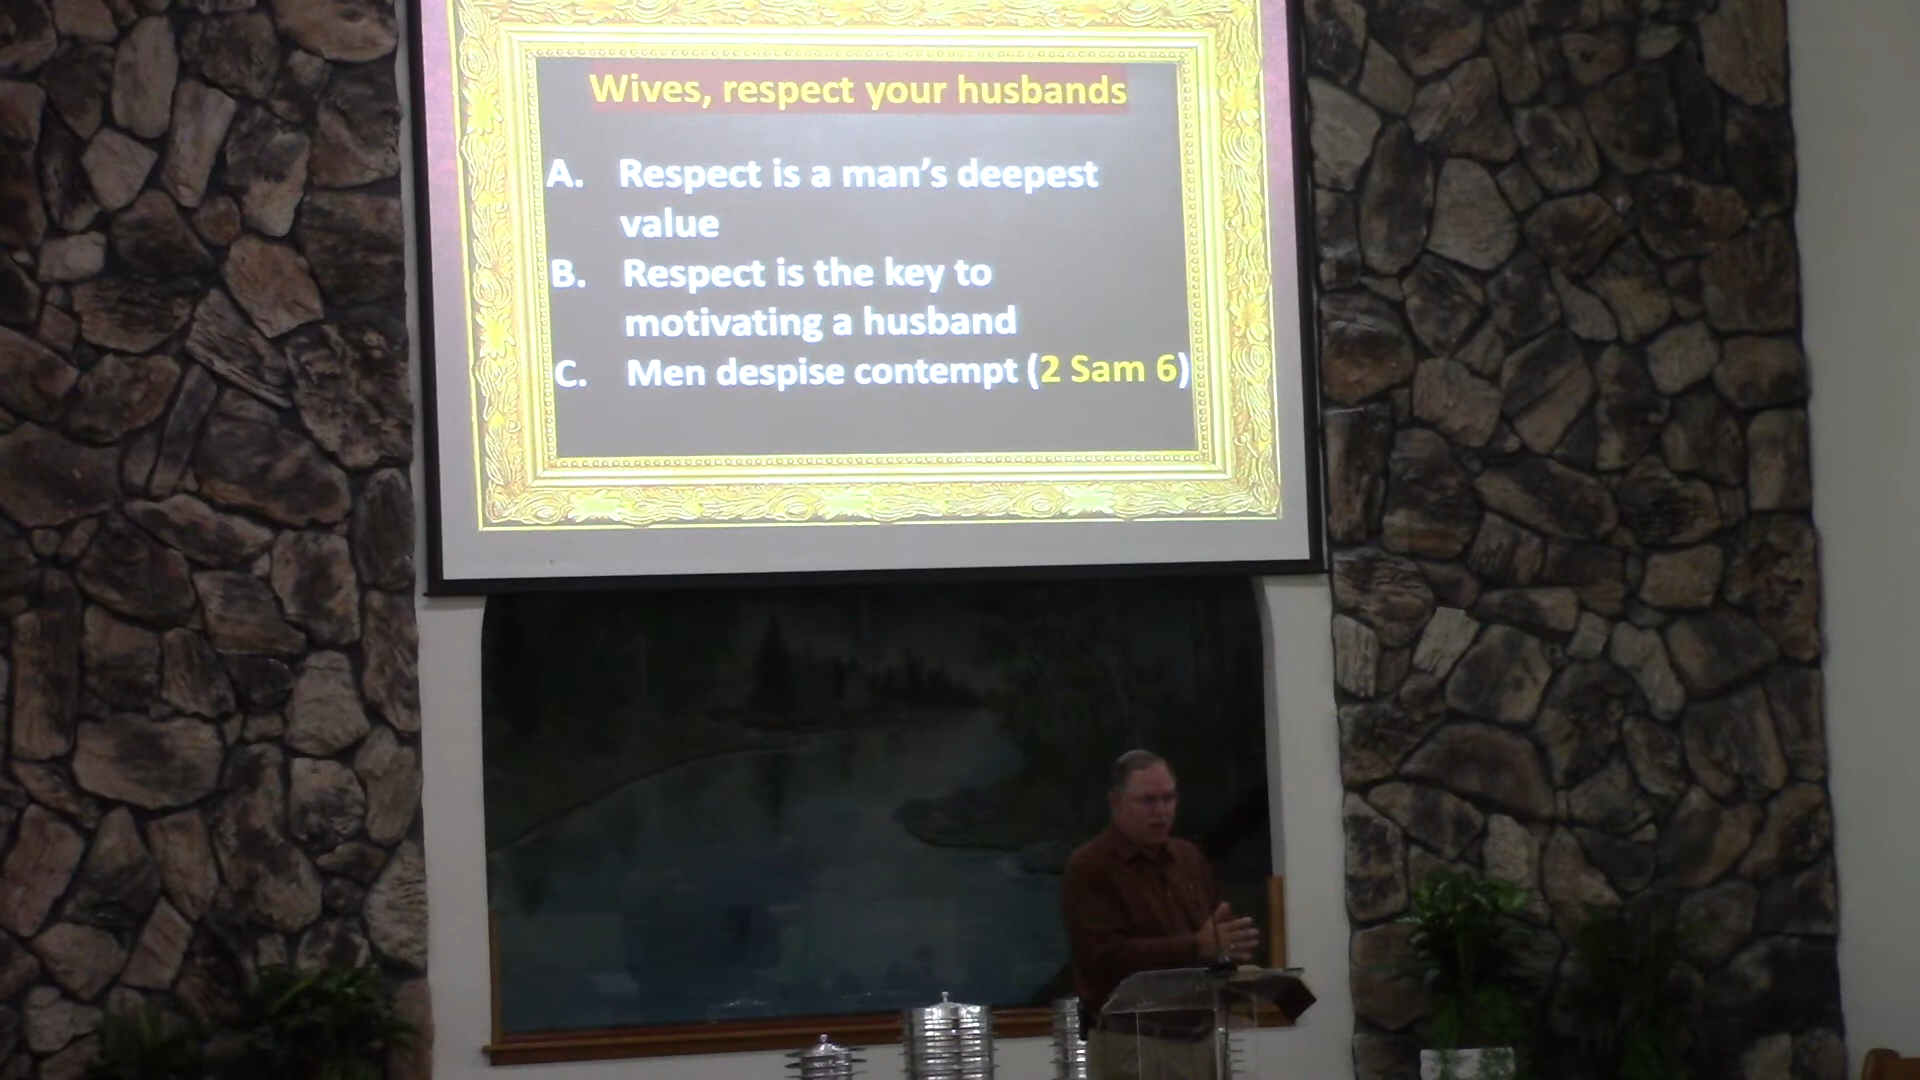 Wives, respect your husbands
A. Respect is a man's deepest
value
B. Respect is the key to
motivating a husband
C. Men despise contempt (2 Sam 6)